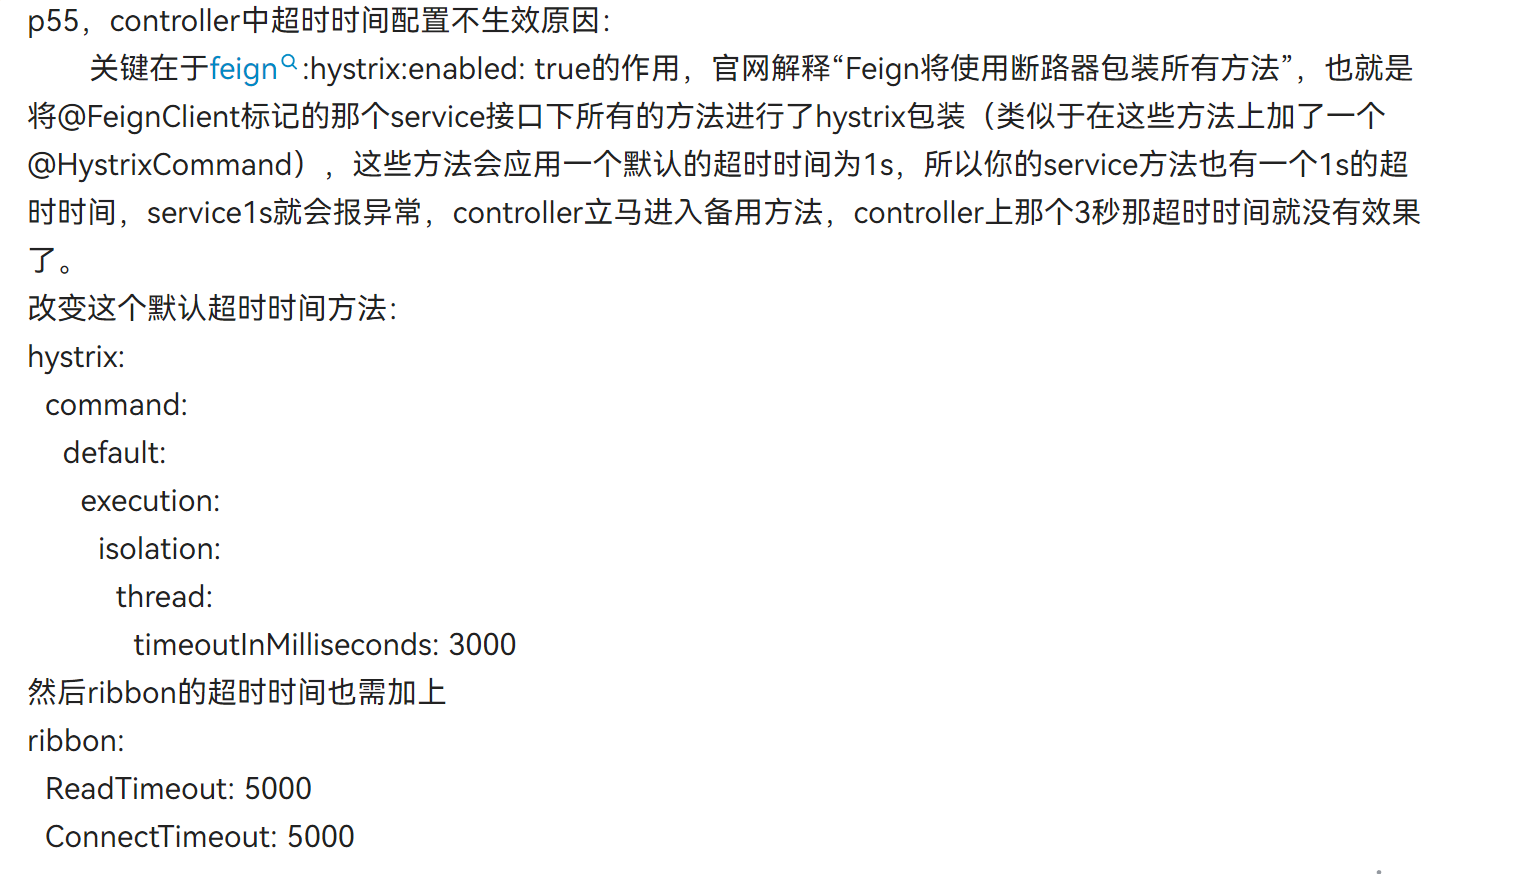 p55，controller中超时时间配置不生效原因：
关键在于feign:hystrix:enabled: true的作用，官网解释“Feign将使用断路器包装所有方法”，也就是
将@FeignClient标记的那个service接口下所有的方法进行了hystrix包装（类似于在这些方法上加了一个
@HystrixCommand），这些方法会应用一个默认的超时时间为1s，所以你的service方法也有一个1s的超
时时间，service1s就会报异常，controller立马进入备用方法，controller上那个3秒那超时时间就没有效果
了。
改变这个默认超时时间方法：
hystrix:
command:
default:
execution:
isolation:
thread:
timeoutInMilliseconds: 3000
然后ribbon的超时时间也需加上
ribbon:
ReadTimeout: 5000
ConnectTimeout: 5000